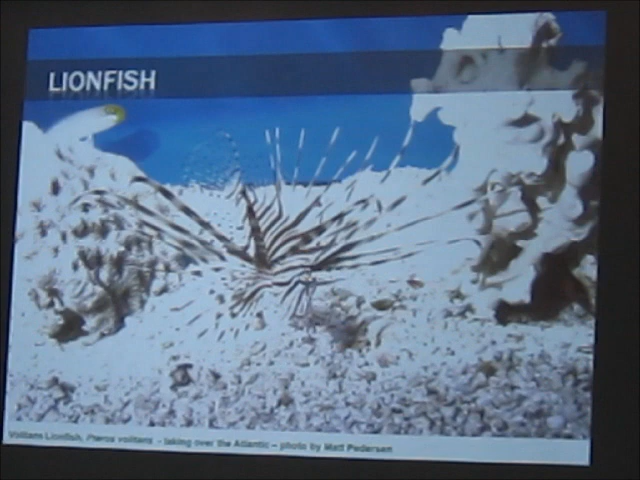 LIONFISH
Volitans Lionfish, Pterois volitans - taking over the Atlantic - photo by Matt Pedersen